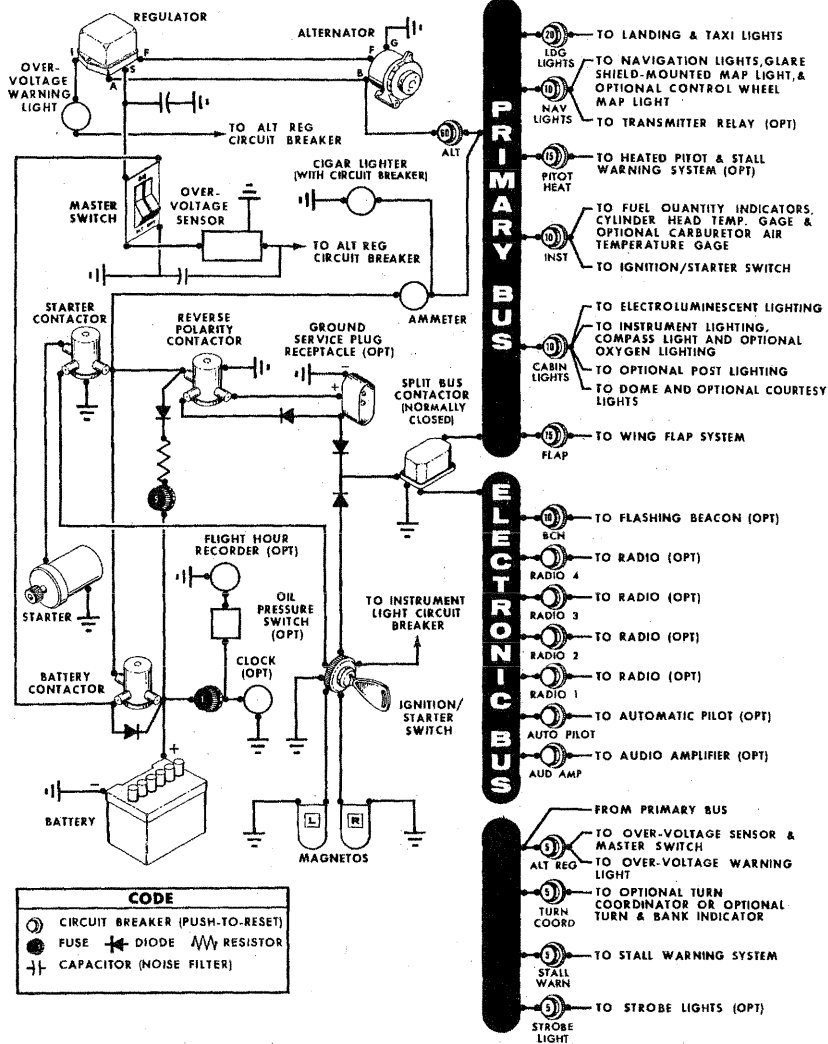 REGULATOR
I
F
A
S
OVER-
VOLTAGE
WARNING
LIGHT
ALTERNATOR
G
F
B
TO ALT REG
CIRCUIT BREAKER
60
ALT
MASTER
SWITCH
OVER-
VOLTAGE
SENSOR
CIGAR LIGHTER
(WITH CIRCUIT BREAKER)
TO ALT REG
CIRCUIT BREAKER
AMMETER
STARTER
CONTACTOR
REVERSE
POLARITY
CONTACTOR
GROUND
SERVICE PLUG
RECEPTACLE (OPT)
-
+
SPLIT BUS
CONTACTOR
(NORMALLY
CLOSED)
STARTER
FLIGHT HOUR
RECORDER (OPT)
OIL
PRESSURE
SWITCH
(OPT)
TO INSTRUMENT
LIGHT CIRCUIT
BREAKER
BATTERY
CONTACTOR
CLOCK
(OPT)
IGNITION/
STARTER
SWITCH
+
-
BATTERY
L
R
MAGNETOS
CODE
CIRCUIT BREAKER (PUSH-TO-RESET)
FUSE
DIODE
RESISTOR
CAPACITOR (NOISE FILTER)
PRIMARY BUS
20
LDG
LIGHTS
TO LANDING & TAXI LIGHTS
10
NAV
LIGHTS
TO NAVIGATION LIGHTS, GLARE
SHIELD-MOUNTED MAP LIGHT, &
OPTIONAL CONTROL WHEEL
MAP LIGHT
TO TRANSMITTER RELAY (OPT)
15
PITOT
HEAT
TO HEATED PITOT & STALL
WARNING SYSTEM (OPT)
10
INST
TO FUEL QUANTITY INDICATORS,
CYLINDER HEAD TEMP. GAGE &
OPTIONAL CARBURETOR AIR
TEMPERATURE GAGE
TO IGNITION/STARTER SWITCH
10
CABIN
LIGHTS
TO ELECTROLUMINESCENT LIGHTING
TO INSTRUMENT LIGHTING,
COMPASS LIGHT AND OPTIONAL
OXYGEN LIGHTING
TO OPTIONAL POST LIGHTING
TO DOME AND OPTIONAL COURTESY
LIGHTS
15
FLAP
TO WING FLAP SYSTEM
ELECTRONIC BUS
10
BCN
TO FLASHING BEACON (OPT)
RADIO 4
TO RADIO (OPT)
RADIO 3
TO RADIO (OPT)
RADIO 2
TO RADIO (OPT)
RADIO 1
TO RADIO (OPT)
AUTO PILOT
TO AUTOMATIC PILOT (OPT)
AUD AMP
TO AUDIO AMPLIFIER (OPT)
FROM PRIMARY BUS
5
ALT REG
TO OVER-VOLTAGE SENSOR &
MASTER SWITCH
TO OVER-VOLTAGE WARNING
LIGHT
5
TURN
COORD
TO OPTIONAL TURN
COORDINATOR OR OPTIONAL
TURN & BANK INDICATOR
5
STALL
WARN
TO STALL WARNING SYSTEM
5
STROBE
LIGHT
TO STROBE LIGHTS (OPT)